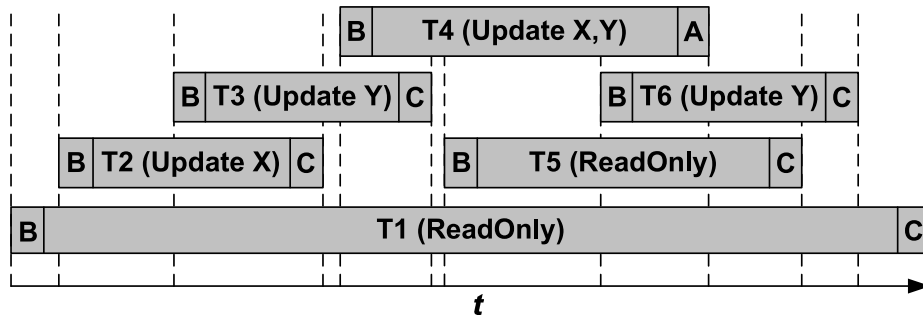 B T4 (Update X,Y) A
B T3 (Update Y) C B T6 (Update Y) C
B T2 (Update X) C B T5 (ReadOnly) C
B T1 (ReadOnly) C
t